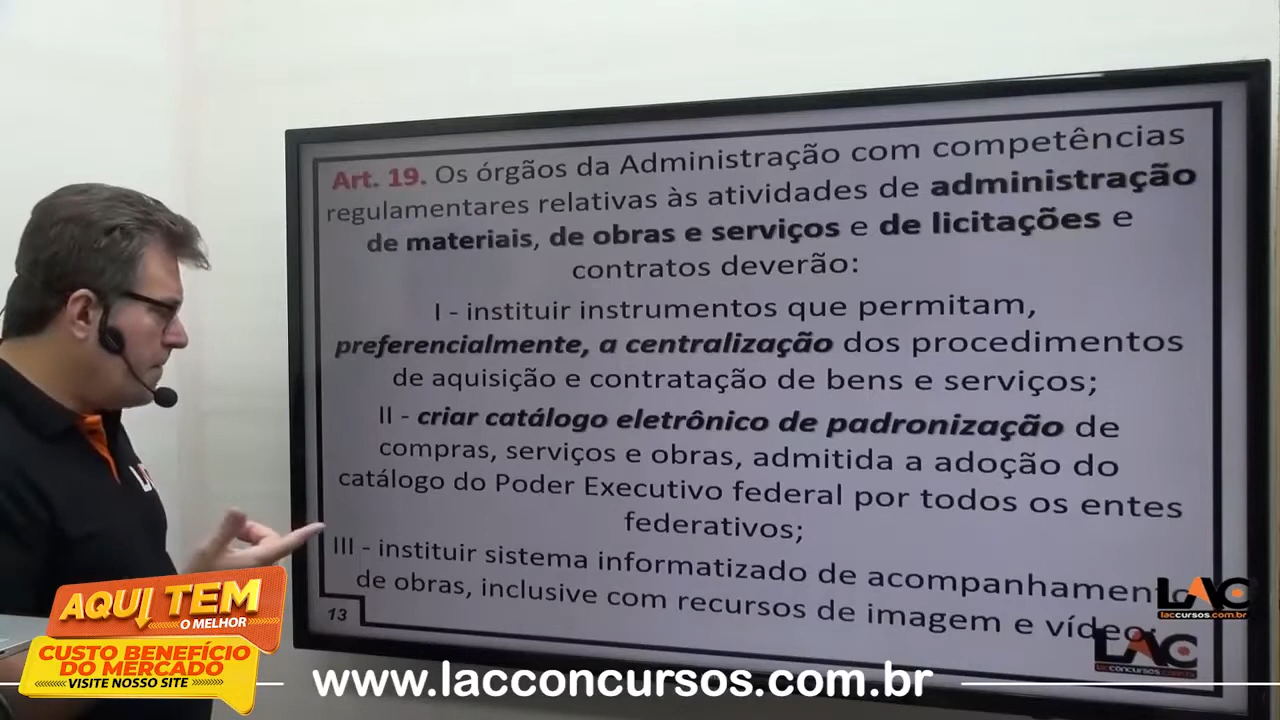 Art. 19. Os órgãos da Administração com competências
regulamentares relativas às atividades de administração
de materiais, de obras e serviços e de licitações e
contratos deverão:
I - instituir instrumentos que permitam,
preferencialmente, a centralização dos procedimentos
de aquisição e contratação de bens e serviços;
II - criar catálogo eletrônico de padronização de
compras, serviços e obras, admitida a adoção do
catálogo do Poder Executivo federal por todos os entes
federativos;
III - instituir sistema informatizado de acompanhamento
de obras, inclusive com recursos de imagem e vídeo;
13
LAC
laccursos.com.br
LAC
AQUI TEM
O MELHOR
CUSTO BENEFÍCIO
DO MERCADO
VISITE NOSSO SITE
www.lacconcursos.com.br